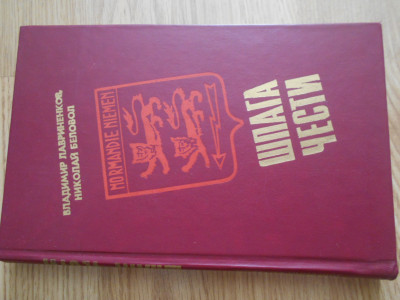 ВЛАДИМИР ЛАВРИНЕНКОВ,
НИКОЛАЙ БЕЛОВОЛ
NORMANDIE-NIEMEN
ШПАГА
ЧЕСТИ